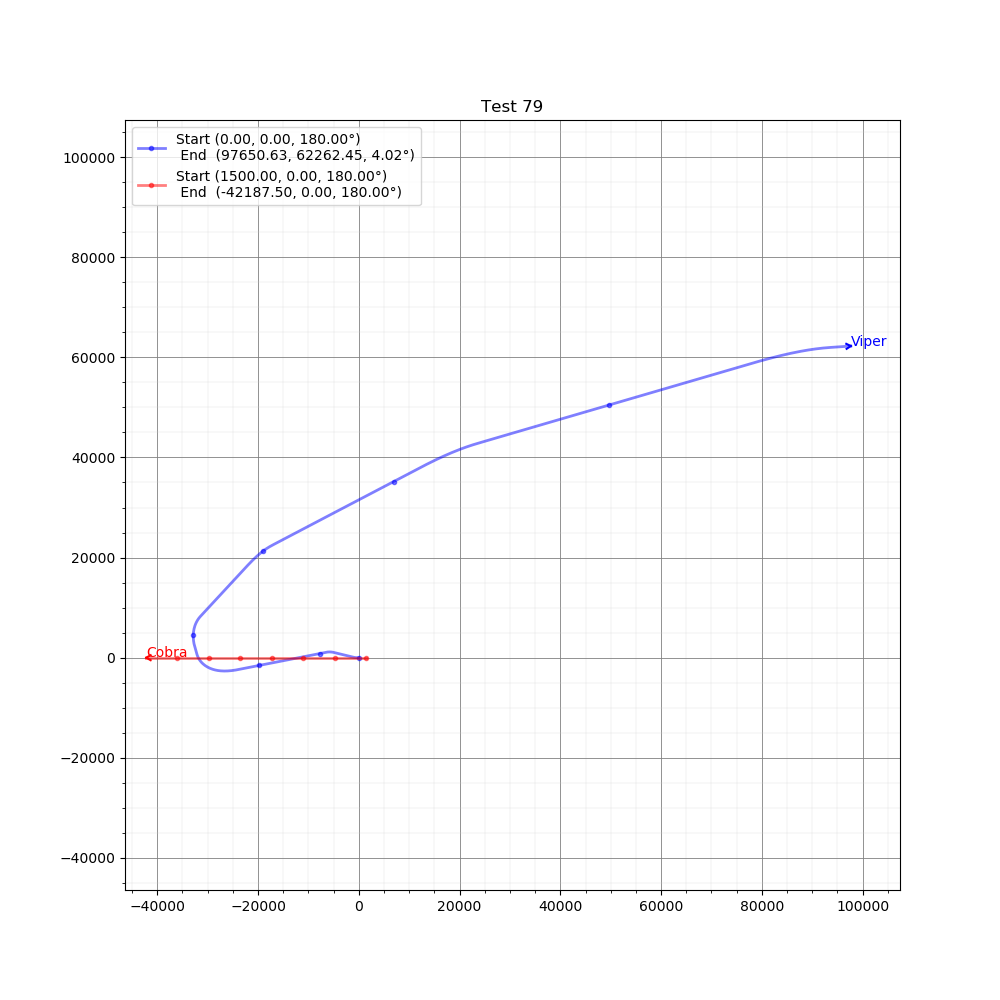 Test 79
Start (0.00, 0.00, 180.00°)
End (97650.63, 62262.45, 4.02°)
Start (1500.00, 0.00, 180.00°)
End (-42187.50, 0.00, 180.00°)
100000
80000
60000
40000
20000
0
−20000
−40000
Viper
Cobra
−40000 −20000 0 20000 40000 60000 80000 100000